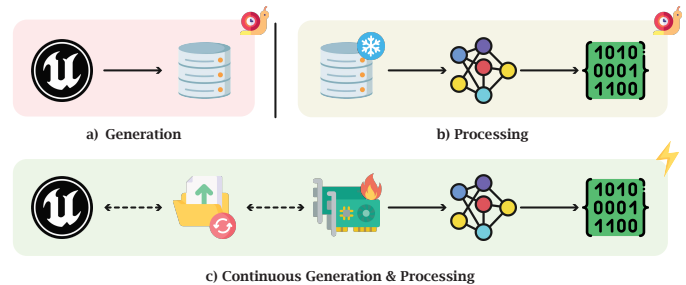 1010
0001
1100
a) Generation
b) Processing
1010
0001
1100
c) Continuous Generation & Processing